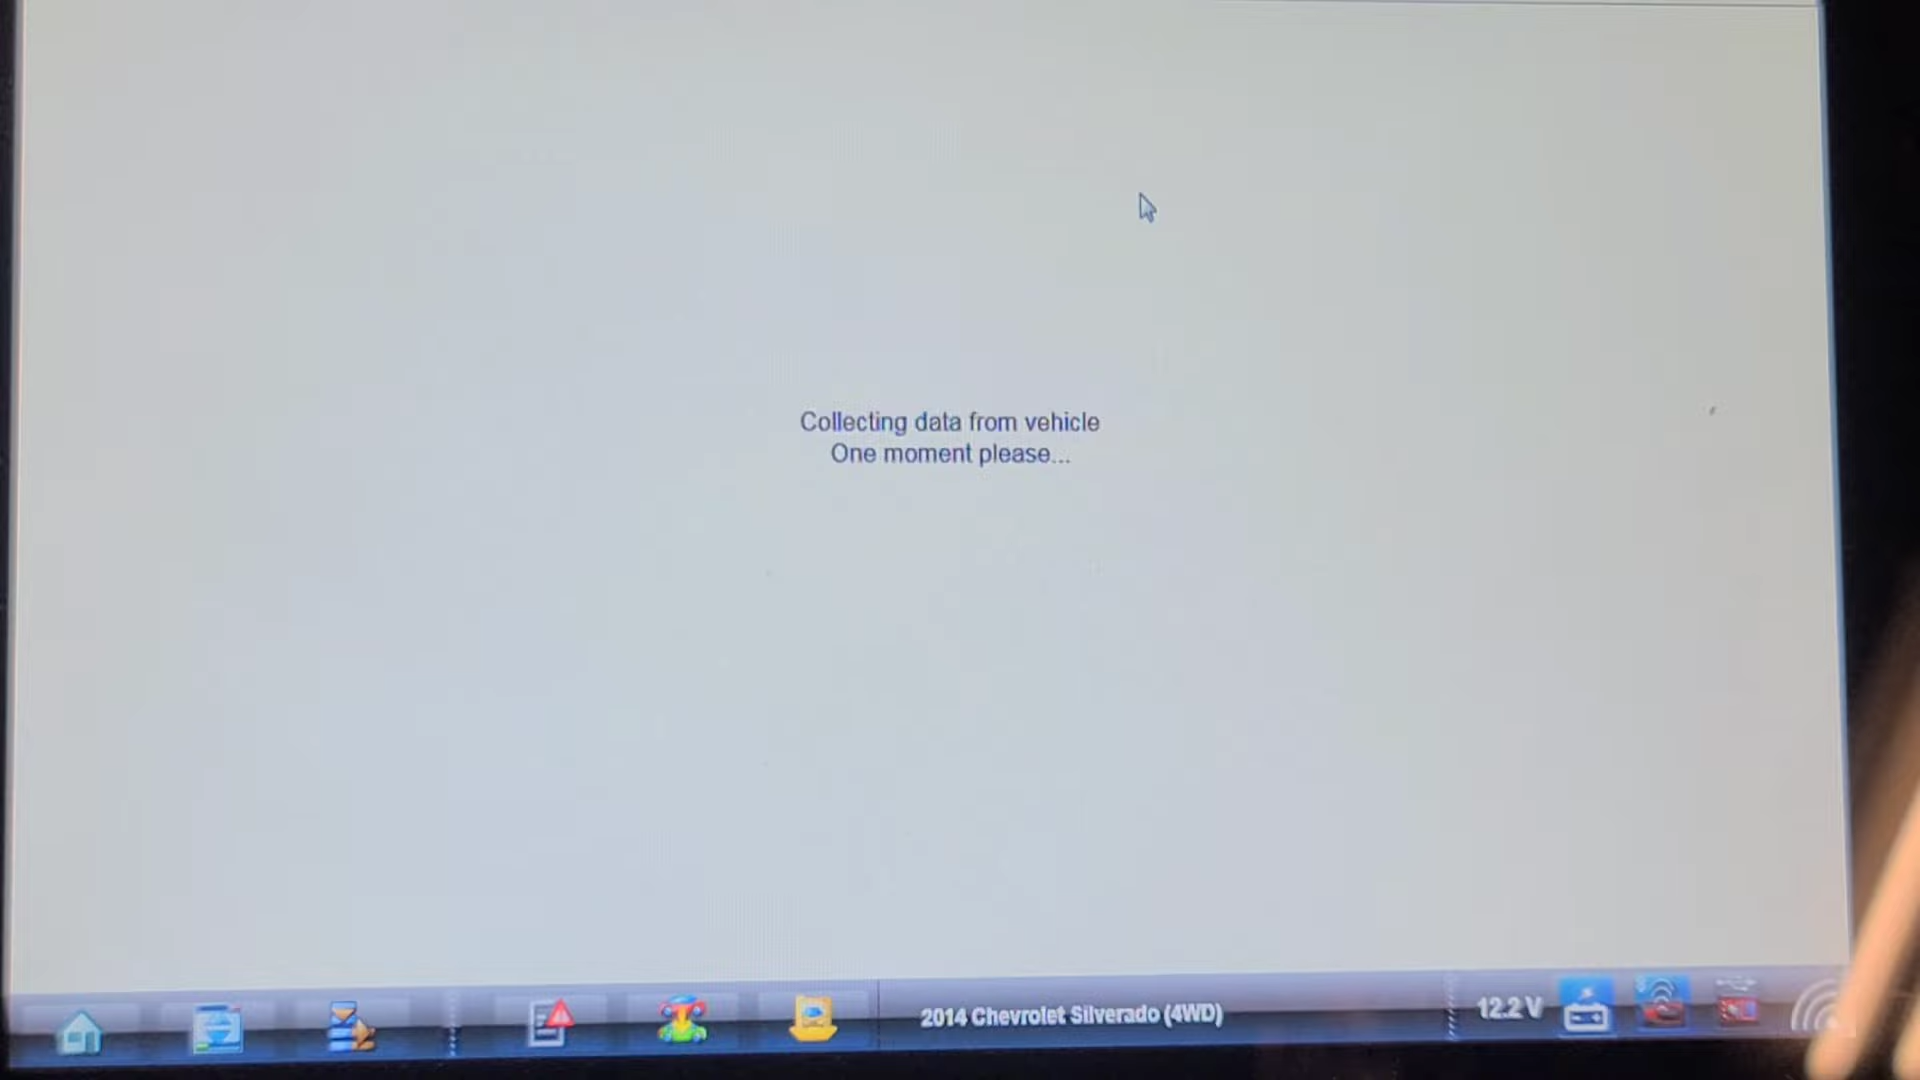 Collecting data from vehicle
One moment please...
2014 Chevrolet Silverado (4WD)
12.2 V